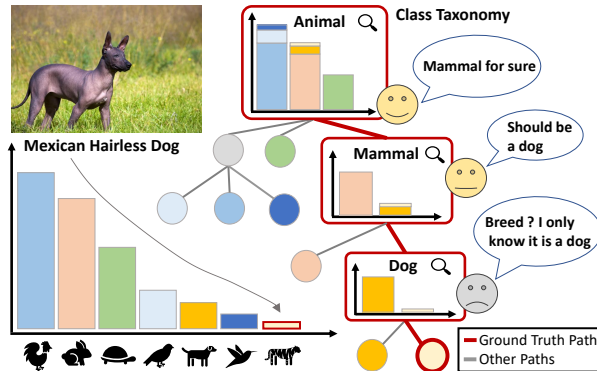 Animal
Class Taxonomy
Mammal for sure
Mexican Hairless Dog
Should be
a dog
Mammal
Breed ? I only
know it is a dog
Dog
Ground Truth Path
Other Paths